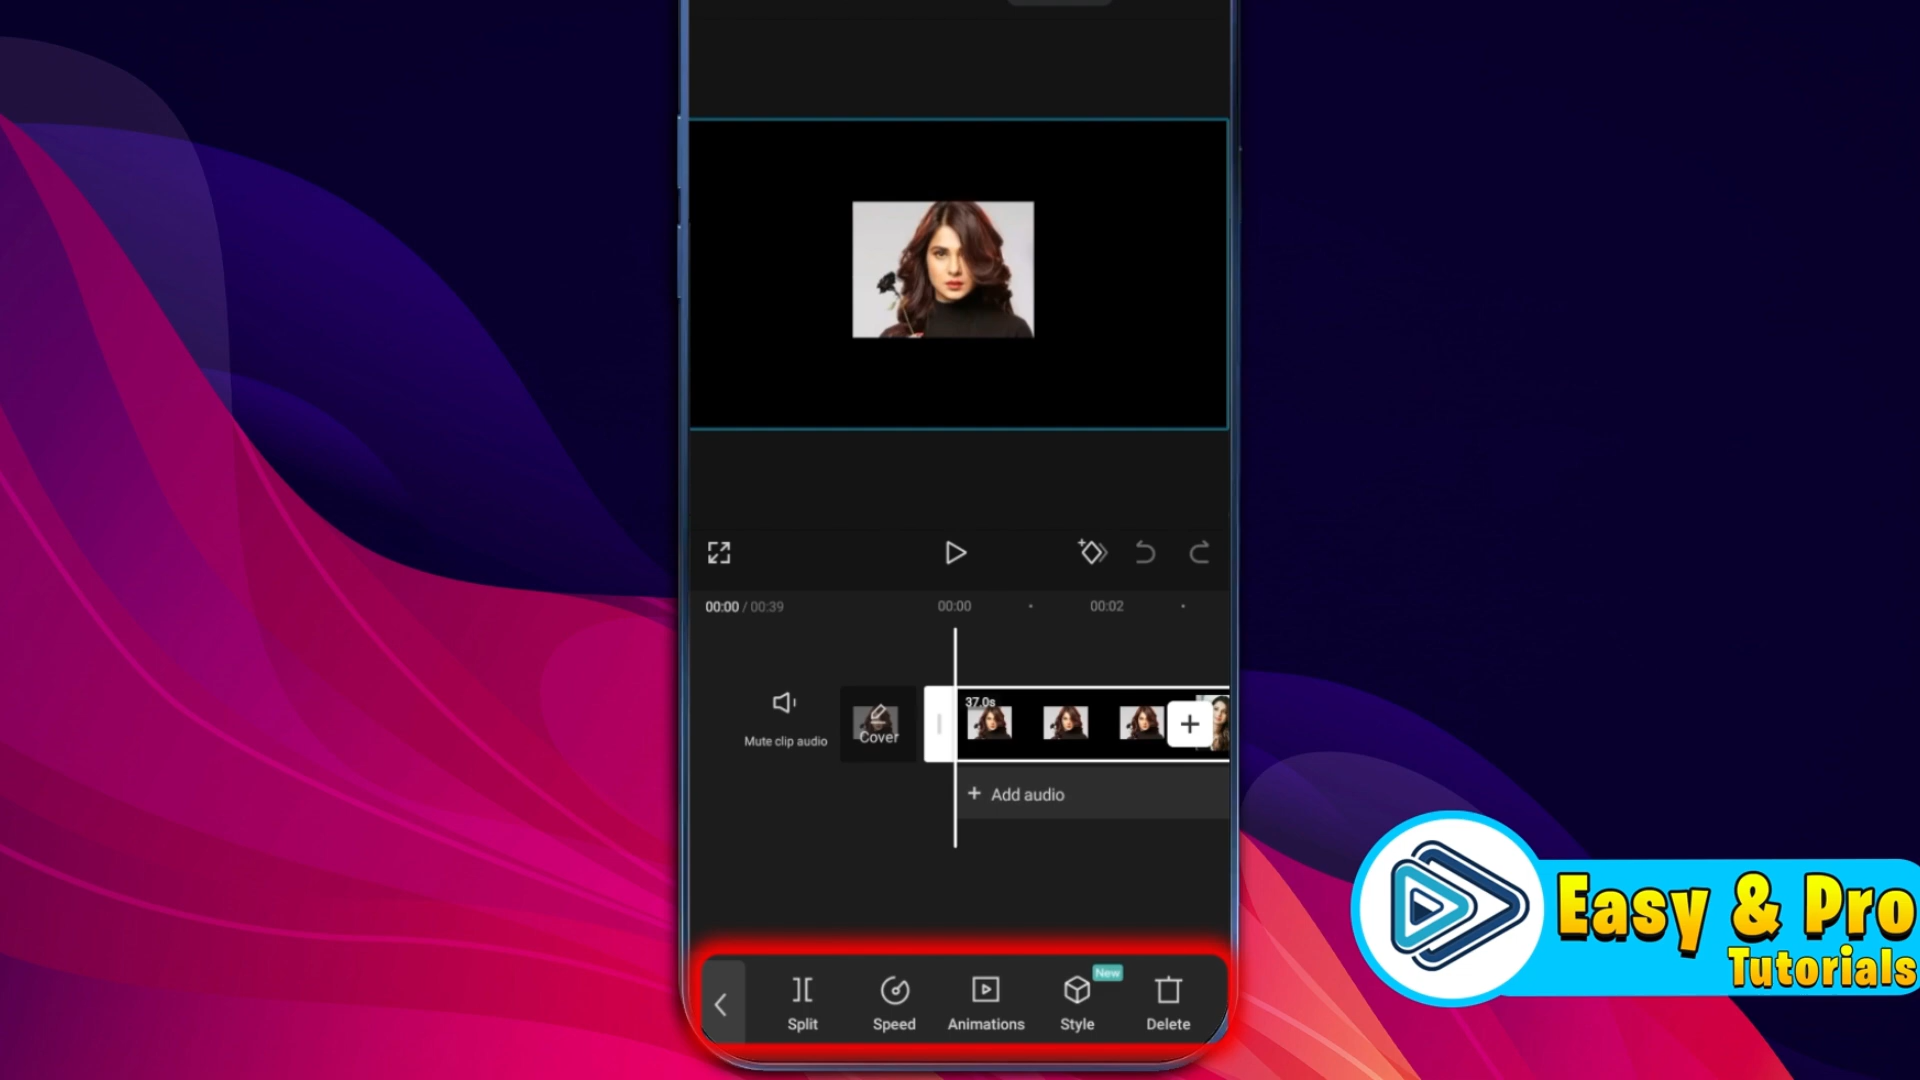 00:00 / 00:39
00:00
00:02
37.0s
Mute clip audio
Cover
+ Add audio
New
Split
Speed
Animations
Style
Delete
Easy & Pro
Tutorials